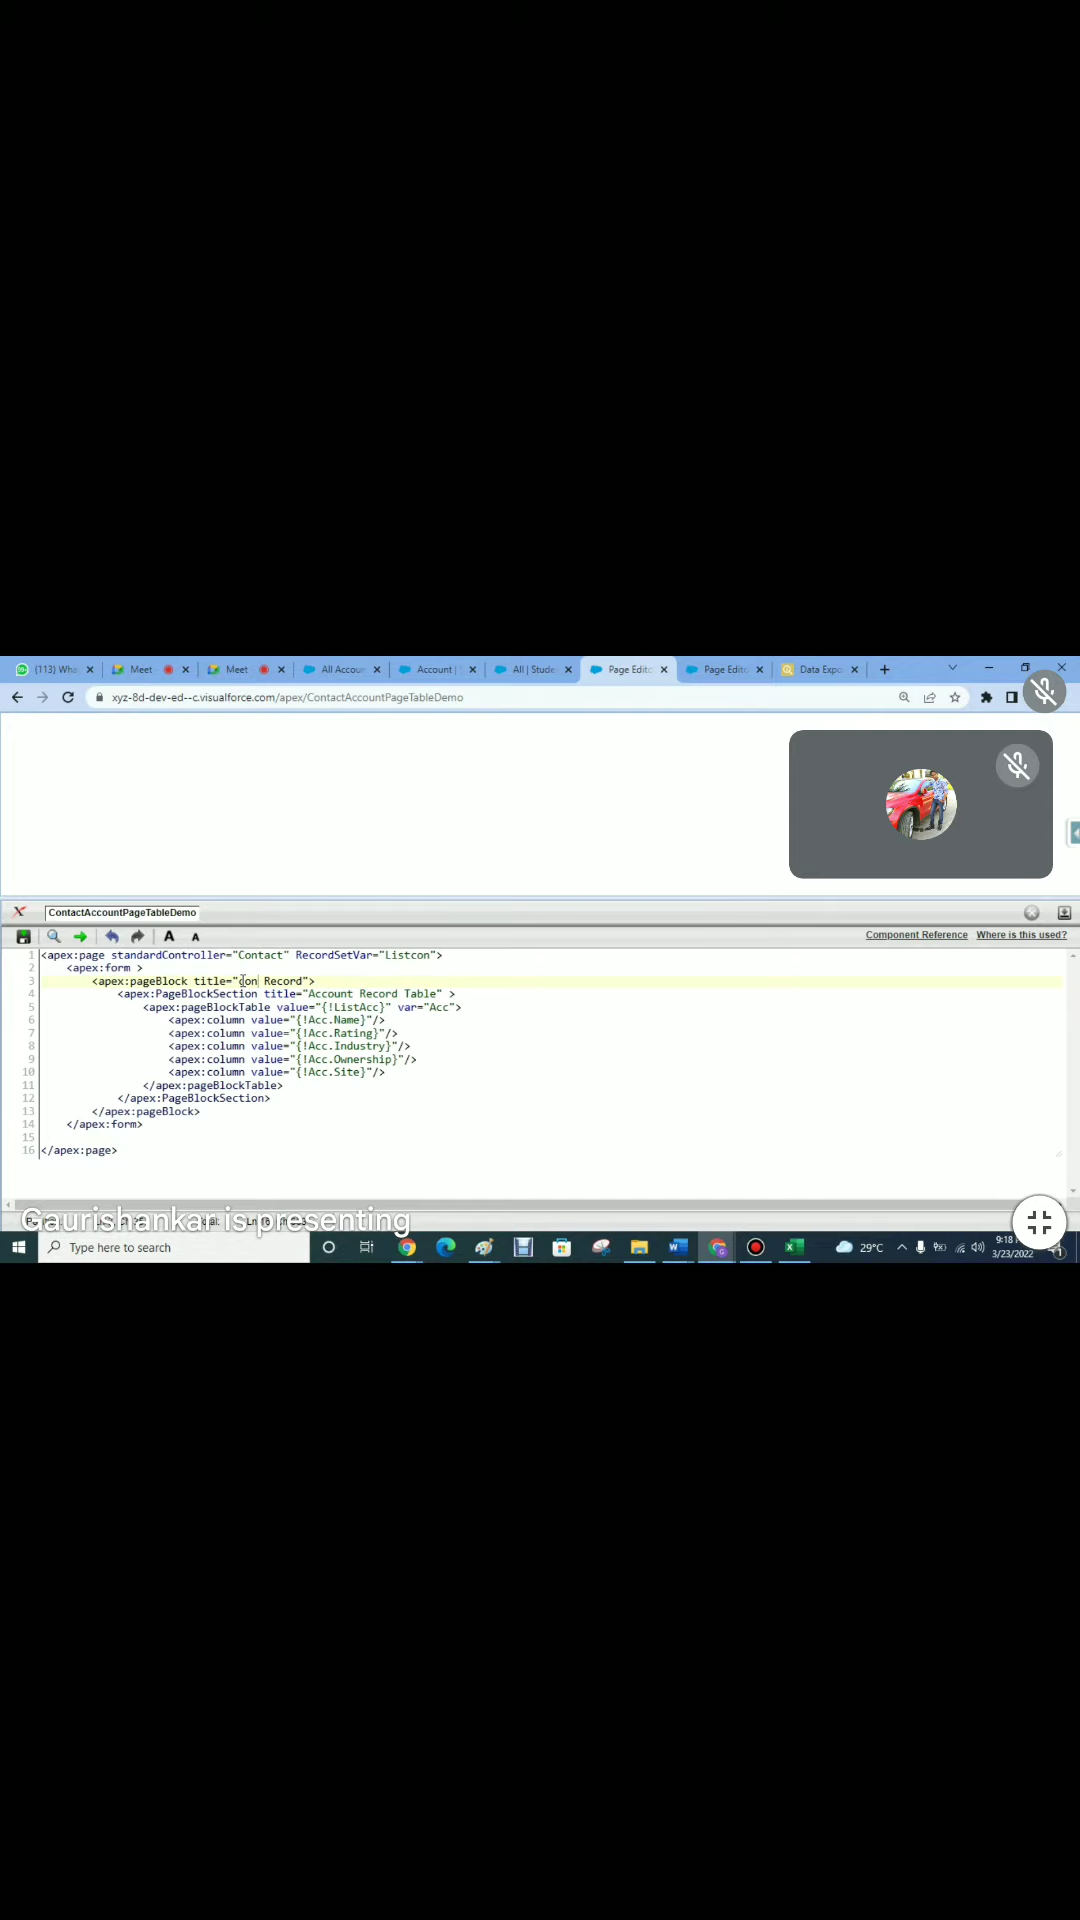 (113) Wha
Meet
Meet
All Accoun
Account | S
All | Stude
Page Edito
Page Edito
Data Expo
xyz-8d-dev-ed--c.visualforce.com/apex/ContactAccountPageTableDemo
ContactAccountPageTableDemo
Component Reference Where is this used?
1 <apex:page standardController="Contact" RecordSetVar="Listcon">
2 <apex:form >
3 <apex:pageBlock title="Con Record">
4 <apex:PageBlockSection title="Account Record Table" >
5 <apex:pageBlockTable value="{!ListAcc}" var="Acc">
6 <apex:column value="{!Acc.Name}"/>
7 <apex:column value="{!Acc.Rating}"/>
8 <apex:column value="{!Acc.Industry}"/>
9 <apex:column value="{!Acc.Ownership}"/>
10 <apex:column value="{!Acc.Site}"/>
11 </apex:pageBlockTable>
12 </apex:PageBlockSection>
13 </apex:pageBlock>
14 </apex:form>
15
16 </apex:page>
Gaurishankar is presenting
Type here to search
29°C
9:18
3/23/2022